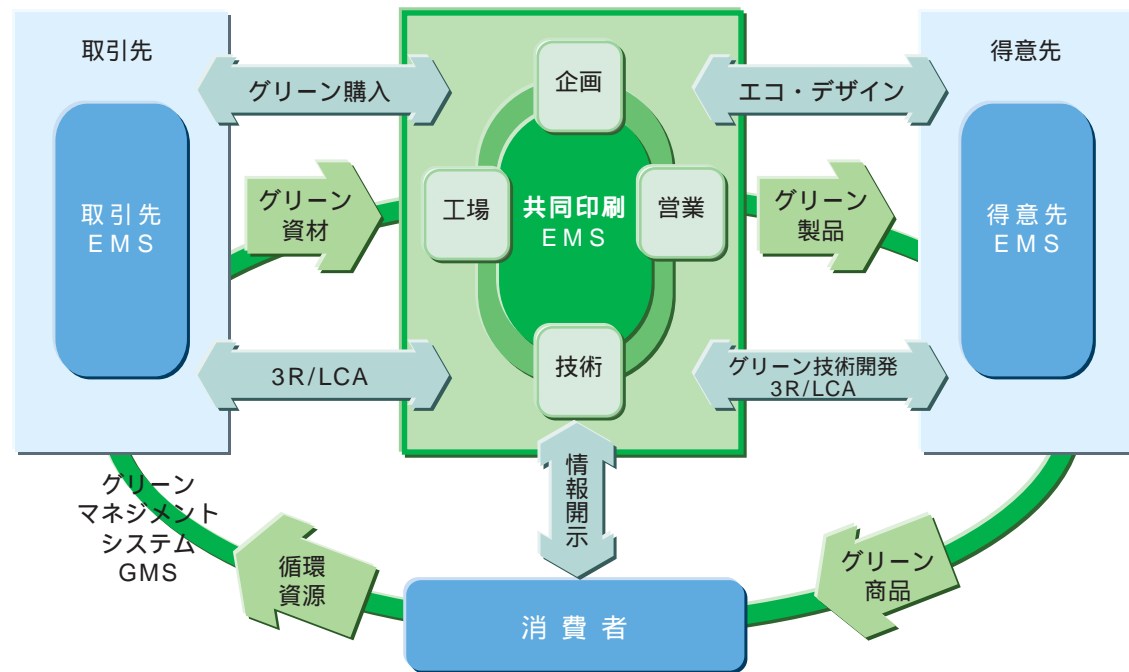 取引先
グリーン購入
企画
エコ・デザイン
得意先
取引先
EMS
グリーン
資材
工場
共同印刷
EMS
営業
グリーン
製品
得意先
EMS
3R/LCA
技術
グリーン技術開発
3R/LCA
情報開示
グリーン
マネジメント
システム
GMS
循環
資源
グリーン
商品
消費者